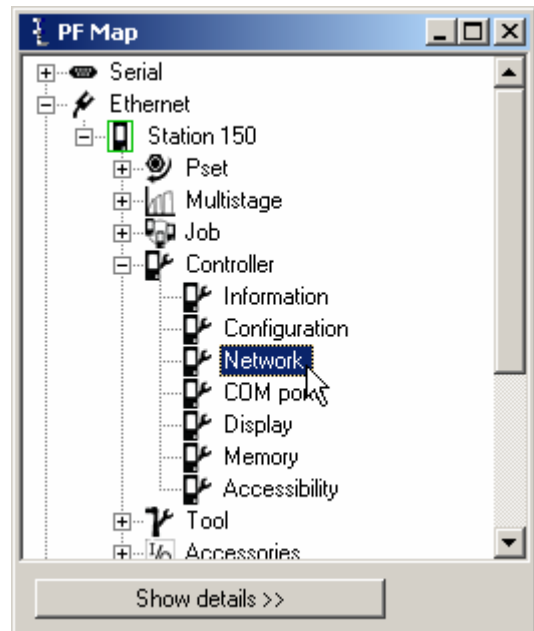 PF Map
Serial
Ethernet
Station 150
Pset
Multistage
Job
Controller
Information
Configuration
Network
COM port
Display
Memory
Accessibility
Tool
I/o Accessories
Show details >>